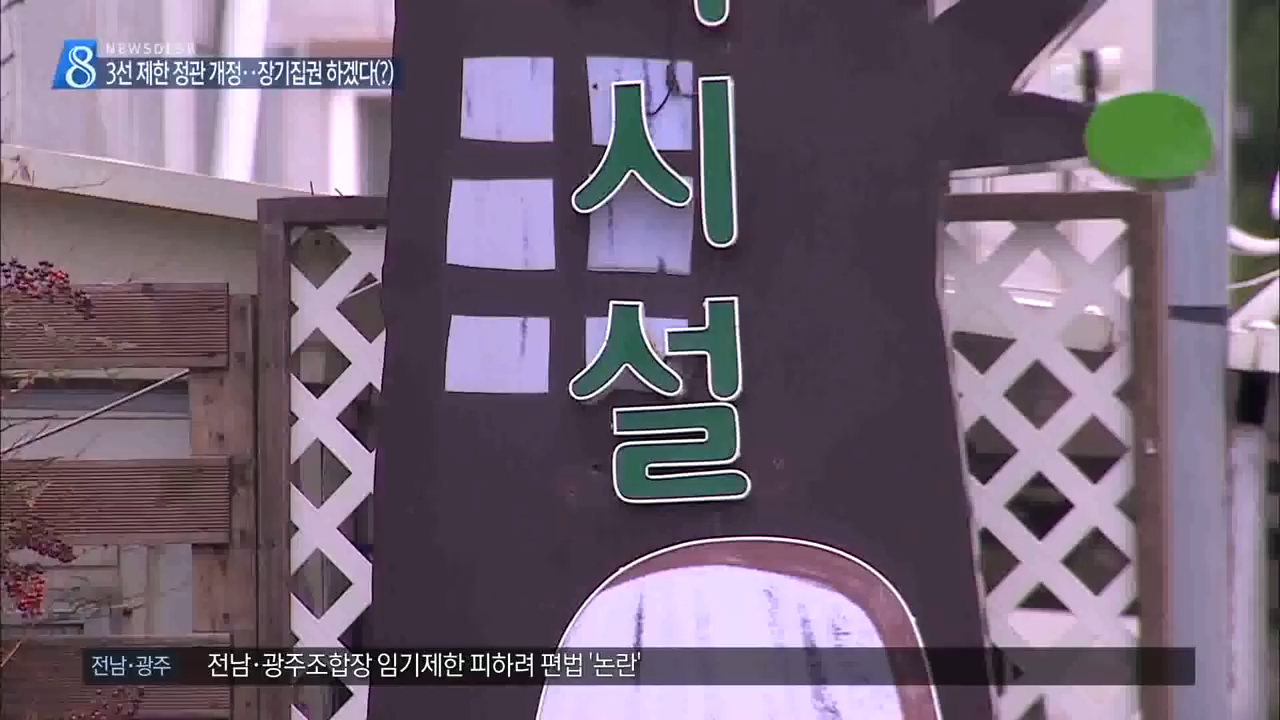 NEWSDESK
8 3선 제한 정관 개정··장기집권 하겠다(?)
시
설
전남·광주 전남·광주조합장 임기제한 피하려 편법 '논란'